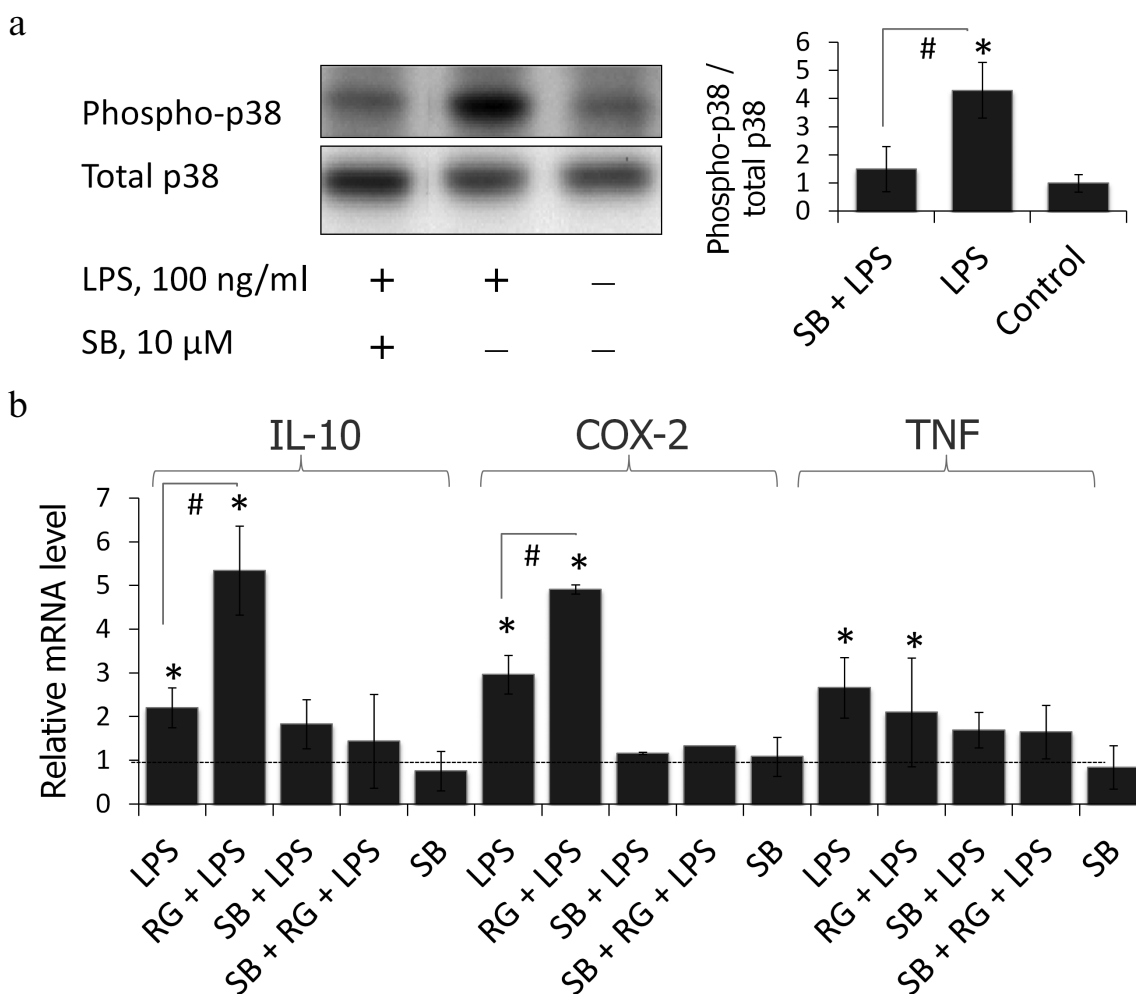 a
Phospho-p38
Total p38
LPS, 100 ng/ml + + –
SB, 10 μM + – –
Phospho-p38 /
total p38
6
5
4
3
2
1
0
# *
SB + LPS
LPS
Control
b
IL-10 COX-2 TNF
Relative mRNA level
7
6
5
4
3
2
1
0
# *
*
# *
*
* *
LPS
RG + LPS
SB + LPS
SB + RG + LPS
SB
LPS
RG + LPS
SB + LPS
SB + RG + LPS
SB
LPS
RG + LPS
SB + LPS
SB + RG + LPS
SB